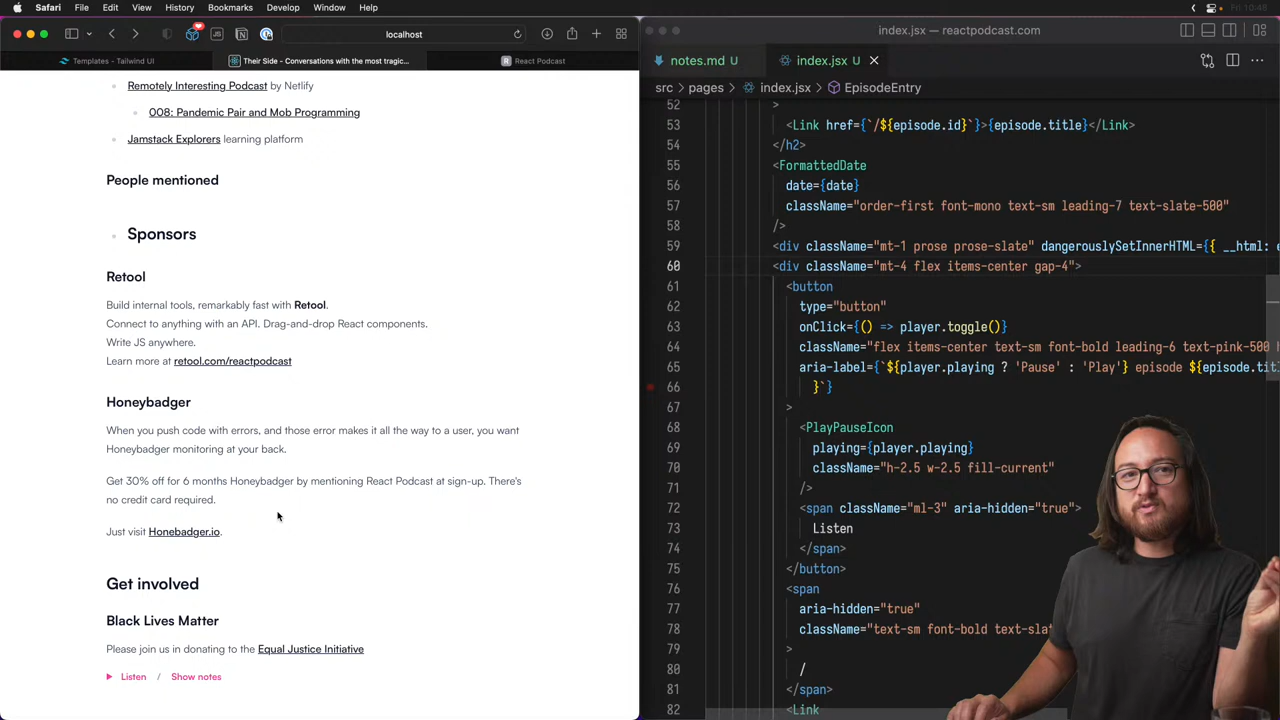 Safari File Edit View History Develop Window Help
localhost
index.jsx — reactpodcast.com
Templates - Tailwind UI
Their Side - Conversations with the most tragic...
React Podcast
notes.md U
index.jsx U
src > pages > index.jsx > EpisodeEntry
Remotely Interesting Podcast by Netlify
008: Pandemic Pair and Mob Programming
Jamstack Explorers learning platform
People mentioned
Sponsors
Retool
Build internal tools, remarkably fast with Retool.
Connect to anything with an API. Drag-and-drop React components.
Write JS anywhere.
Learn more at retool.com/reactpodcast
Honeybadger
When you push code with errors, and those error makes it all the way to a user, you want
Honeybadger monitoring at your back.
Get 30% off for 6 months Honeybadger by mentioning React Podcast at sign-up. There's
no credit card required.
Just visit Honebadger.io.
Get involved
Black Lives Matter
Please join us in donating to the Equal Justice Initiative
Listen / Show notes
52 >
53 <Link href={`/${episode.id}`}>{episode.title}</Link>
54 </h2>
55 <FormattedDate
56 date={date}
57 className="order-first font-mono text-sm leading-7 text-slate-500"
58 />
59 <div className="mt-1 prose prose-slate" dangerouslySetInnerHTML={{ __html:
60 <div className="mt-4 flex items-center gap-4">
61 <button
62 type="button"
63 onClick={() => player.toggle()}
64 className="flex items-center text-sm font-bold leading-6 text-pink-500
65 aria-label={`${player.playing ? 'Pause' : 'Play'} episode ${episode.ti
66 }`}
67 >
68 <PlayPauseIcon
69 playing={player.playing}
70 className="h-2.5 w-2.5 fill-current"
71 />
72 <span className="ml-3" aria-hidden="true">
73 Listen
74 </span>
75 </button>
76 <span
77 aria-hidden="true"
78 className="text-sm font-bold text-sla
79 >
80 /
81 </span>
82 <Link